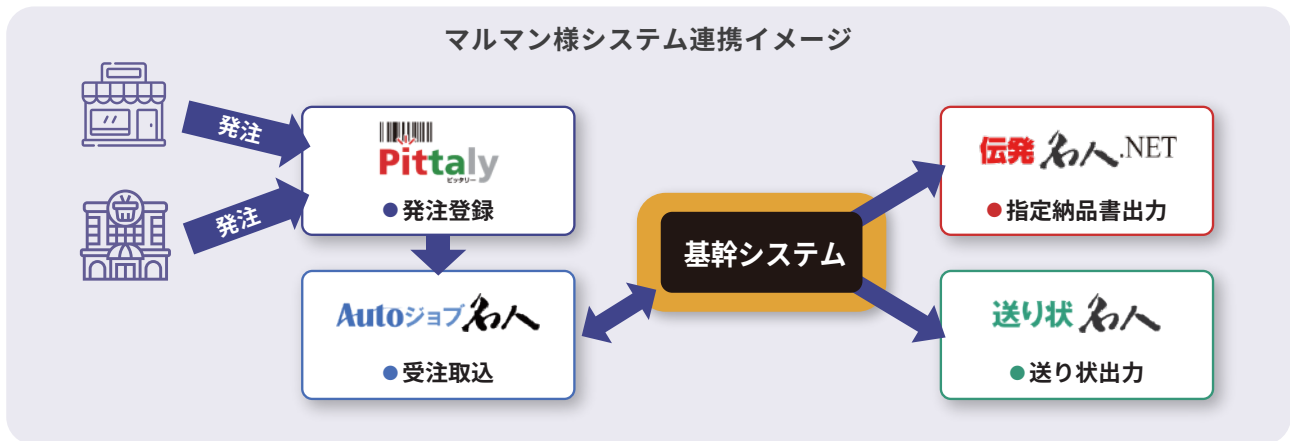 マルマン様システム連携イメージ
発注
発注
Pittaly
ピッタリー
●発注登録
Autoジョブ名人
●受注取込
基幹システム
伝発名人.NET
●指定納品書出力
送り状名人
●送り状出力